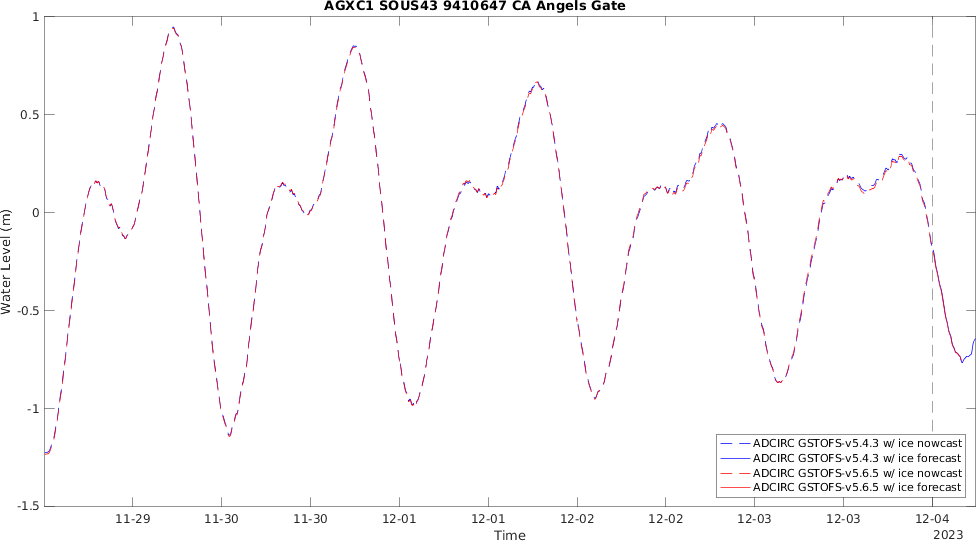 AGXC1 SOUS43 9410647 CA Angels Gate
1
0.5
0
-0.5
-1
-1.5
Water Level (m)
11-29
11-30
11-30
12-01
12-01
12-02
12-02
12-03
12-03
12-04
2023
Time
ADCIRC GSTOFS-v5.4.3 w/ ice nowcast
ADCIRC GSTOFS-v5.4.3 w/ ice forecast
ADCIRC GSTOFS-v5.6.5 w/ ice nowcast
ADCIRC GSTOFS-v5.6.5 w/ ice forecast